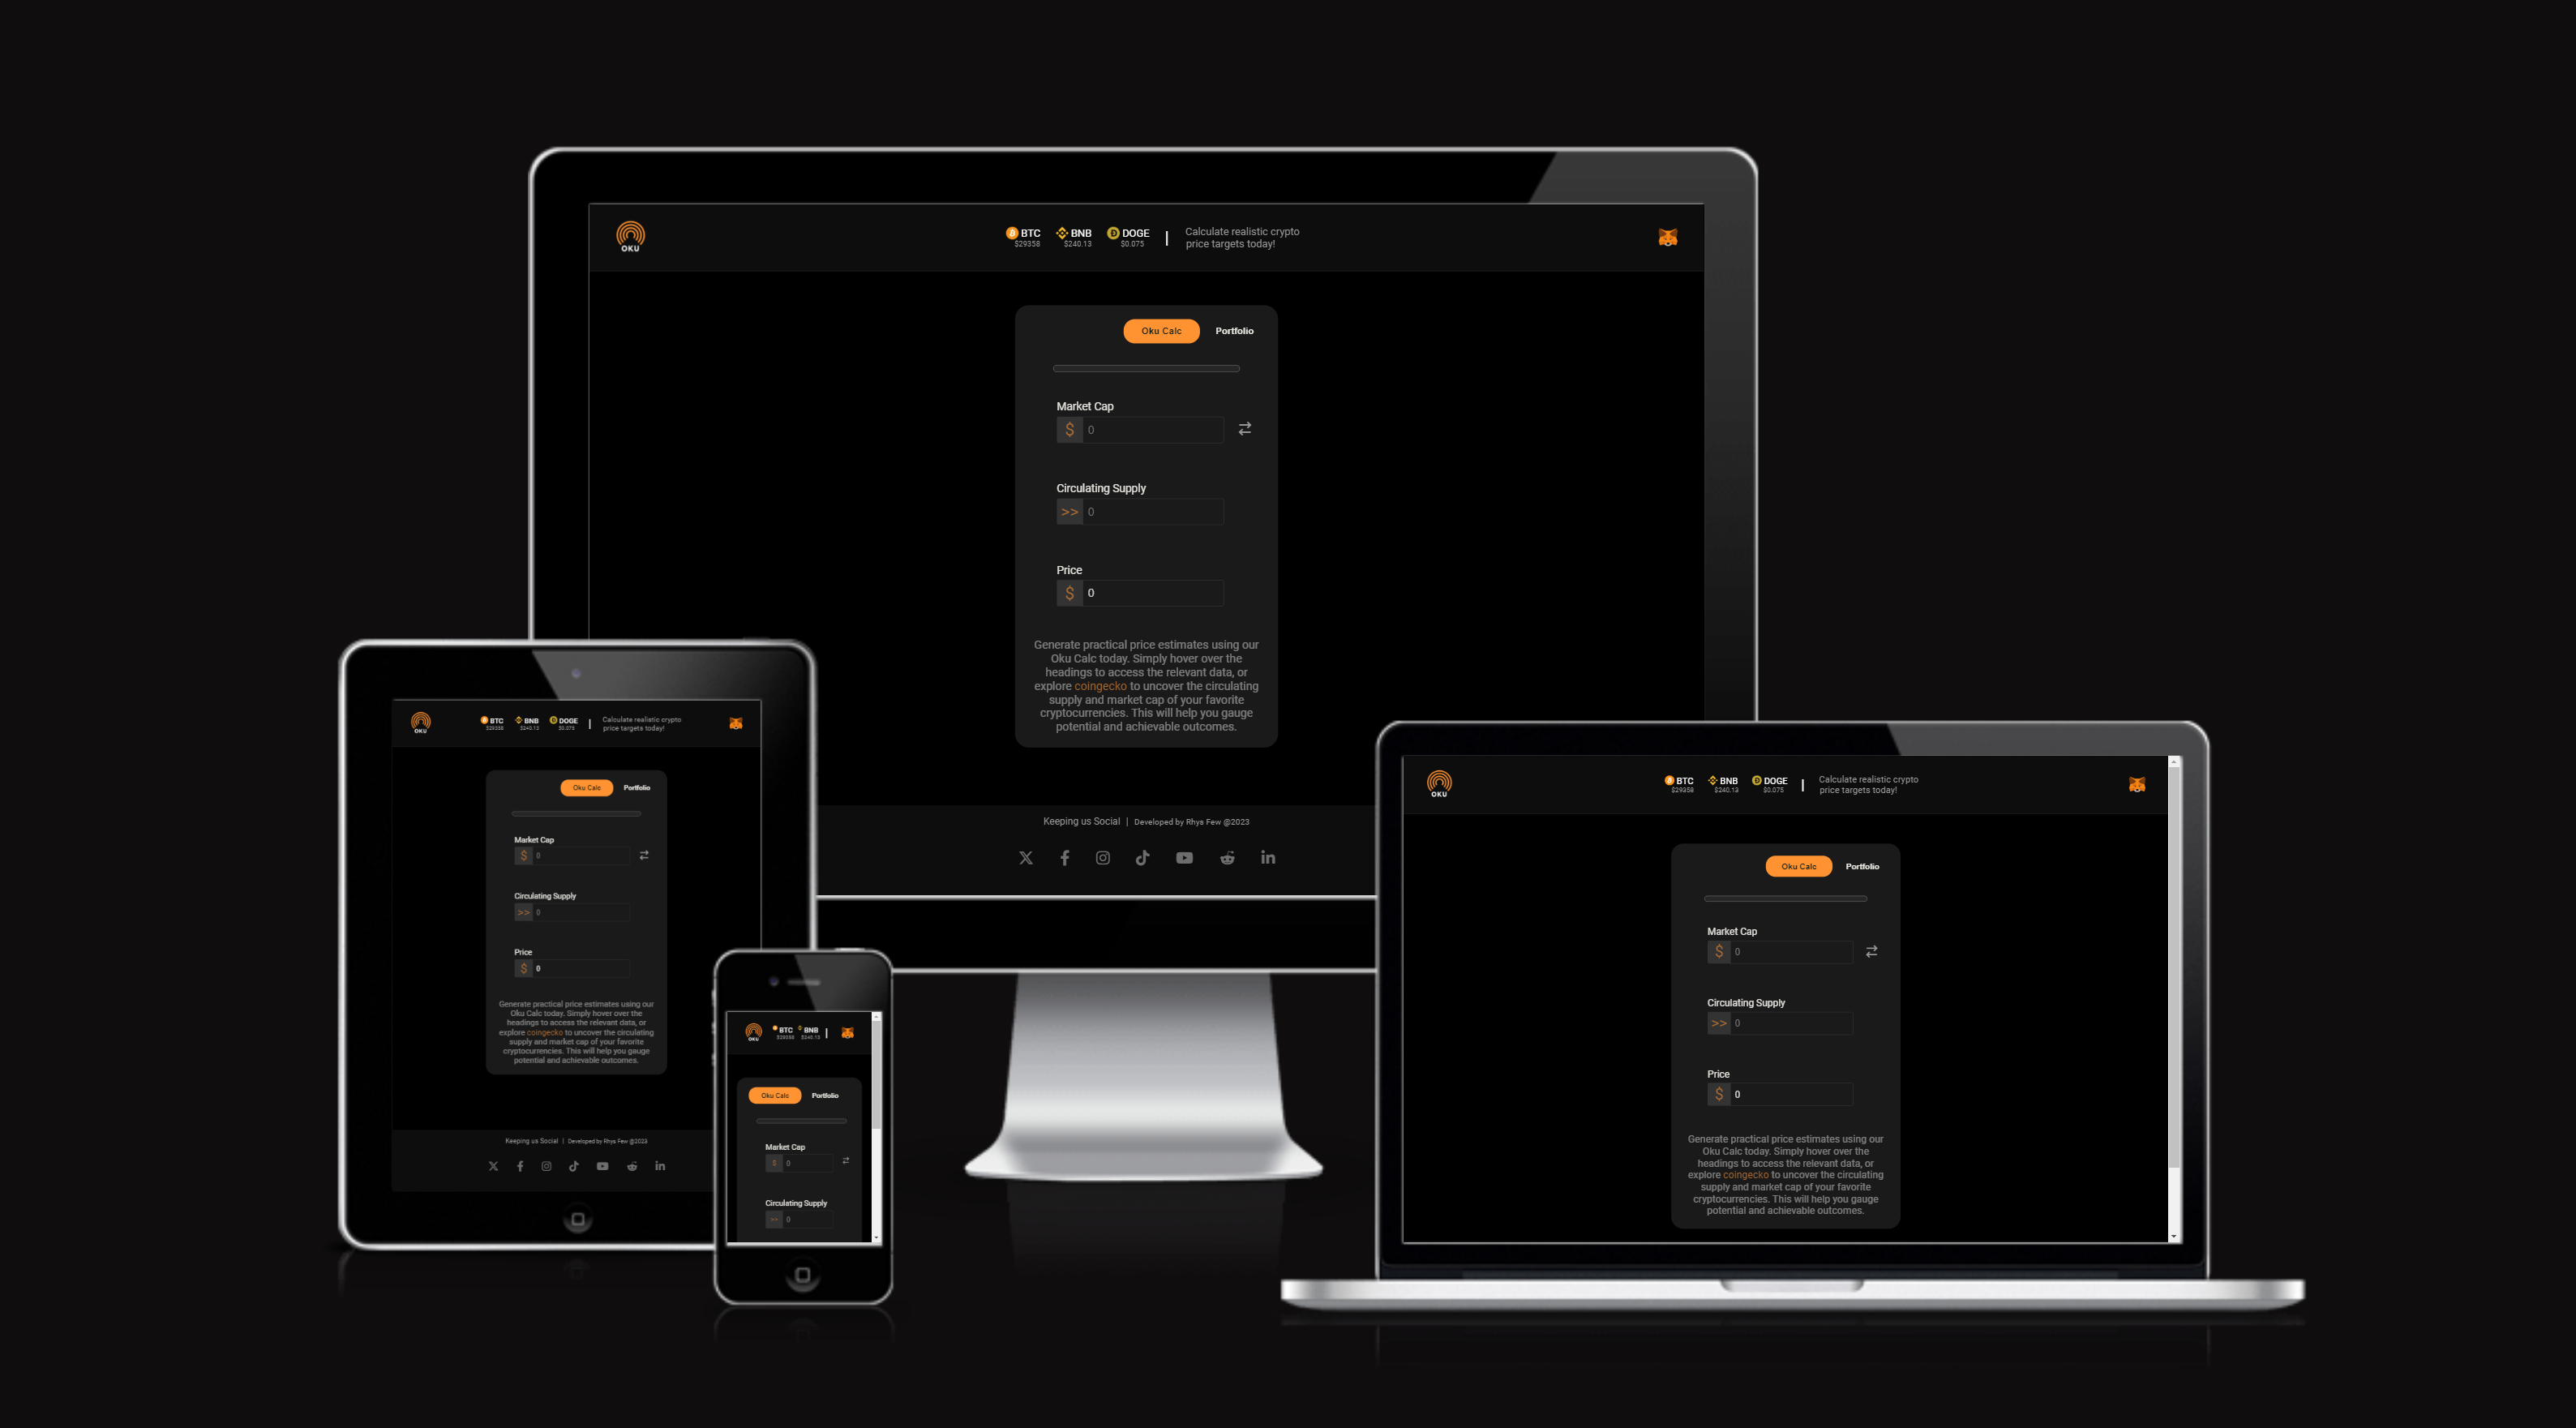 OKU
BTC BNB DOGE
$29358 $240.13 $0.075
Calculate realistic crypto
price targets today!
Oku Calc Portfolio
Market Cap
$ 0
Circulating Supply
>> 0
Price
$ 0
Generate practical price estimates using our
Oku Calc today. Simply hover over the
headings to access the relevant data, or
explore coingecko to uncover the circulating
supply and market cap of your favorite
cryptocurrencies. This will help you gauge
potential and achievable outcomes.
Keeping us Social | Developed by Rhys Few @2023
OKU
BTC BNB DOGE
$29358 $240.13 $0.075
Calculate realistic crypto
price targets today!
Oku Calc Portfolio
Market Cap
$ 0
Circulating Supply
>> 0
Price
$ 0
Generate practical price estimates using our
Oku Calc today. Simply hover over the
headings to access the relevant data, or
explore coingecko to uncover the circulating
supply and market cap of your favorite
cryptocurrencies. This will help you gauge
potential and achievable outcomes.
Keeping us Social | Developed by Rhys Few @2023
OKU
BTC BNB
$29358 $240.13
Oku Calc Portfolio
Market Cap
$ 0
Circulating Supply
>> 0
OKU
BTC BNB DOGE
$29358 $240.13 $0.075
Calculate realistic crypto
price targets today!
Oku Calc Portfolio
Market Cap
$ 0
Circulating Supply
>> 0
Price
$ 0
Generate practical price estimates using our
Oku Calc today. Simply hover over the
headings to access the relevant data, or
explore coingecko to uncover the circulating
supply and market cap of your favorite
cryptocurrencies. This will help you gauge
potential and achievable outcomes.